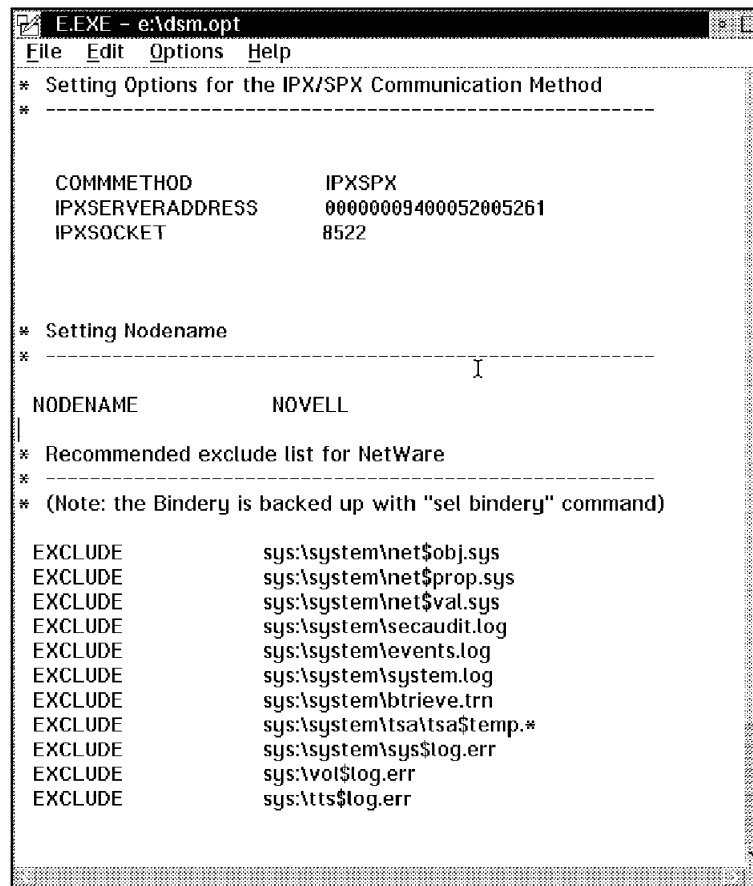 E.EXE – e:\dsm.opt
File Edit Options Help
* Setting Options for the IPX/SPX Communication Method
* -------------------------------------------------------
COMMMETHOD IPXSPX
IPXSERVERADDRESS 00000009400052005261
IPXSOCKET 8522
* Setting Nodename
* -------------------------------------------------------
NODENAME NOVELL
* Recommended exclude list for NetWare
* -------------------------------------------------------
* (Note: the Bindery is backed up with "sel bindery" command)
EXCLUDE sys:\system\net$obj.sys
EXCLUDE sys:\system\net$prop.sys
EXCLUDE sys:\system\net$val.sys
EXCLUDE sys:\system\secaudit.log
EXCLUDE sys:\system\events.log
EXCLUDE sys:\system\system.log
EXCLUDE sys:\system\btrieve.trn
EXCLUDE sys:\system\tsa\tsa$temp.*
EXCLUDE sys:\system\sys$log.err
EXCLUDE sys:\vol$log.err
EXCLUDE sys:\tts$log.err